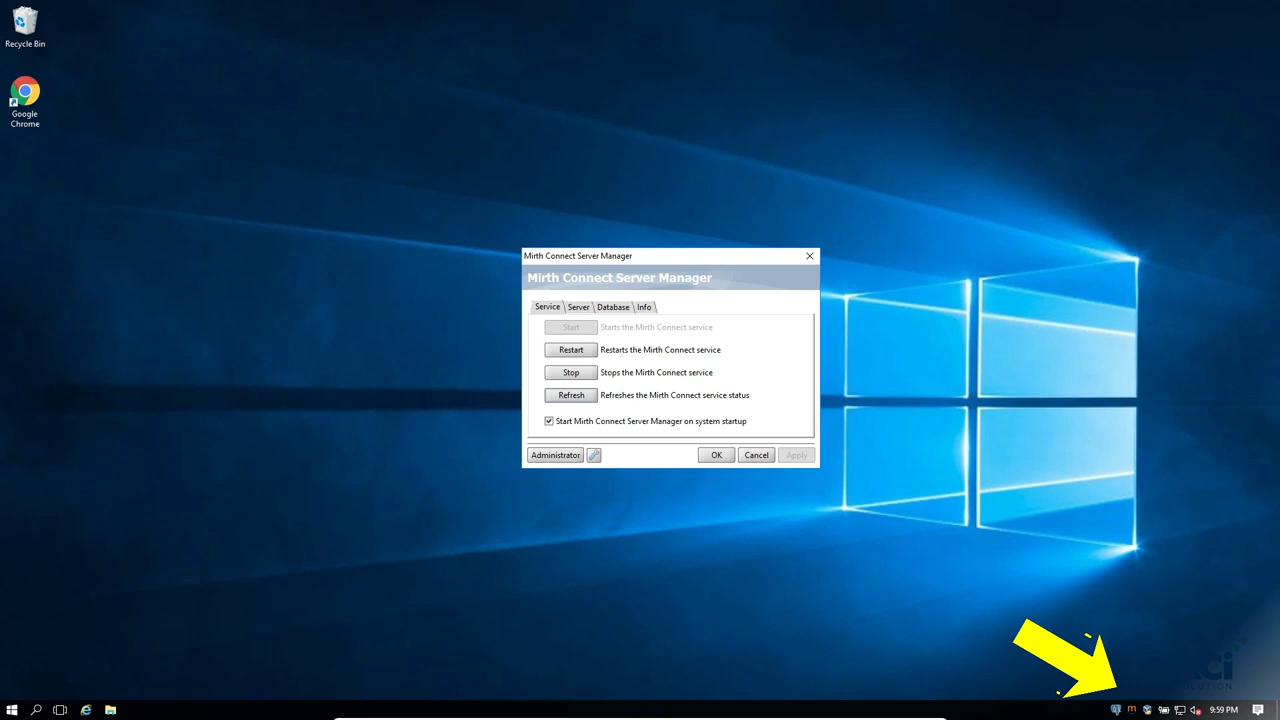 Recycle Bin
Google
Chrome
Mirth Connect Server Manager
Mirth Connect Server Manager
Service Server Database Info
Start Starts the Mirth Connect service
Restart Restarts the Mirth Connect service
Stop Stops the Mirth Connect service
Refresh Refreshes the Mirth Connect service status
Start Mirth Connect Server Manager on system startup
Administrator OK Cancel Apply
m 9:59 PM